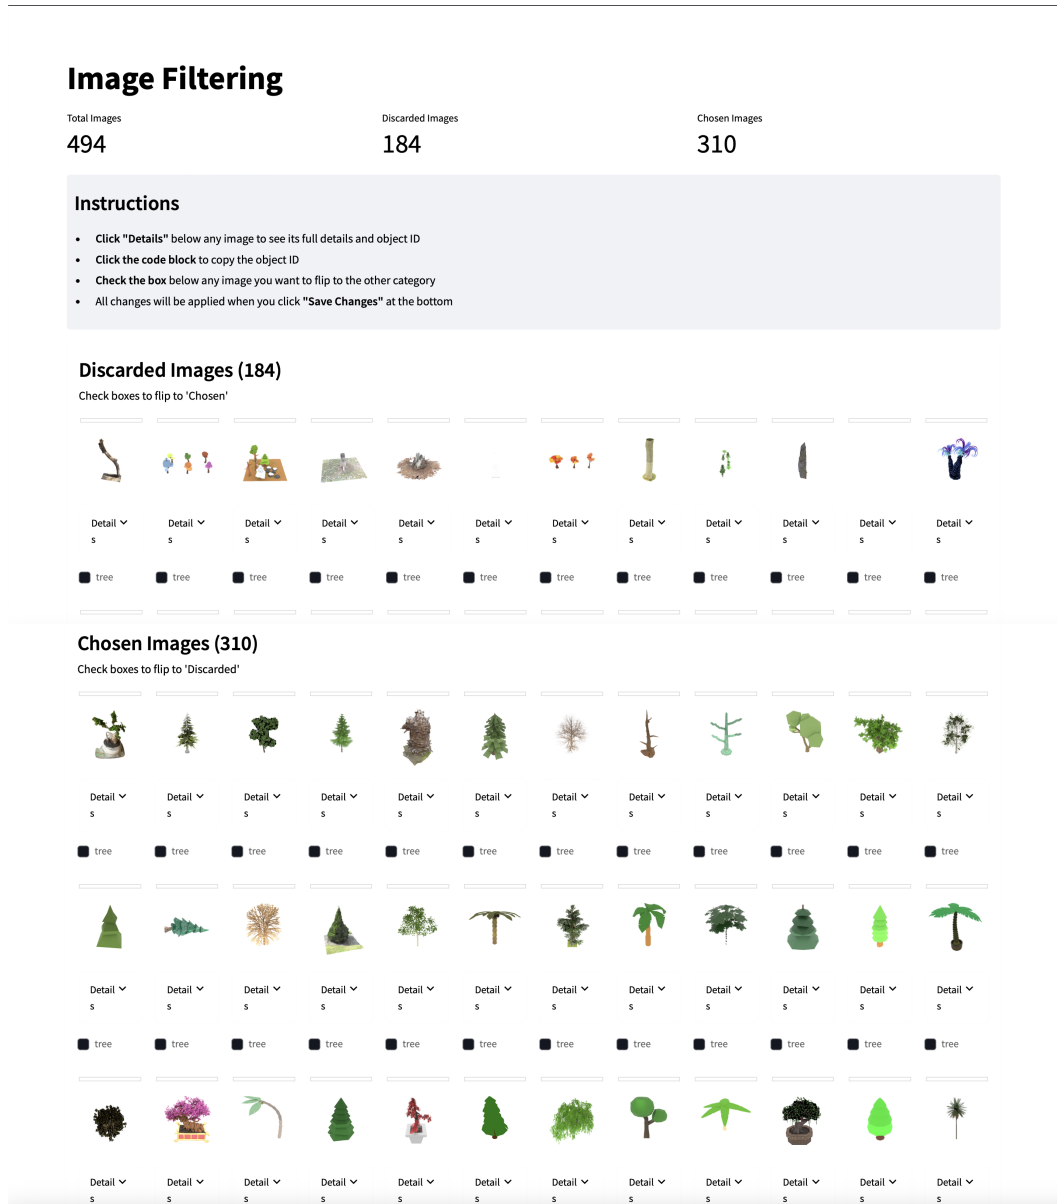 Image Filtering
Total Images Discarded Images Chosen Images
494 184 310
Instructions
• Click "Details" below any image to see its full details and object ID
• Click the code block to copy the object ID
• Check the box below any image you want to flip to the other category
• All changes will be applied when you click "Save Changes" at the bottom
Discarded Images (184)
Check boxes to flip to 'Chosen'
Detail Detail Detail Detail Detail Detail Detail Detail Detail Detail Detail Detail
s s s s s s s s s s s s
tree tree tree tree tree tree tree tree tree tree tree tree
Chosen Images (310)
Check boxes to flip to 'Discarded'
Detail Detail Detail Detail Detail Detail Detail Detail Detail Detail Detail Detail
s s s s s s s s s s s s
tree tree tree tree tree tree tree tree tree tree tree tree
Detail Detail Detail Detail Detail Detail Detail Detail Detail Detail Detail Detail
s s s s s s s s s s s s
tree tree tree tree tree tree tree tree tree tree tree tree
Detail Detail Detail Detail Detail Detail Detail Detail Detail Detail Detail Detail
s s s s s s s s s s s s